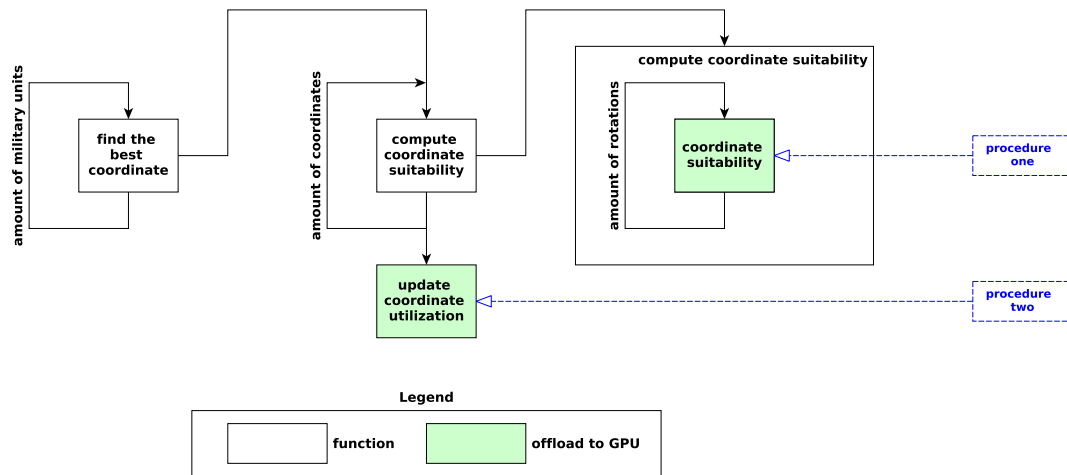 amount of military units
find the
best
coordinate
amount of coordinates
compute
coordinate
suitability
compute coordinate suitability
amount of rotations
coordinate
suitability
procedure
one
update
coordinate
utilization
procedure
two
Legend
function
offload to GPU